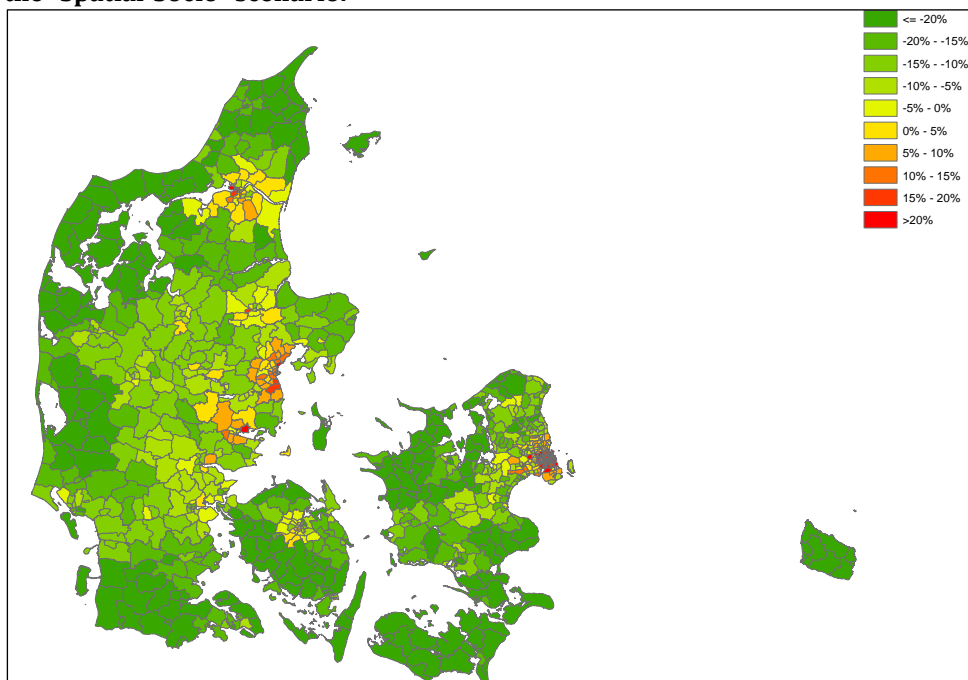 the 'Spatial-Socio' scenario.
<= -20%
-20% - -15%
-15% - -10%
-10% - -5%
-5% - 0%
0% - 5%
5% - 10%
10% - 15%
15% - 20%
>20%